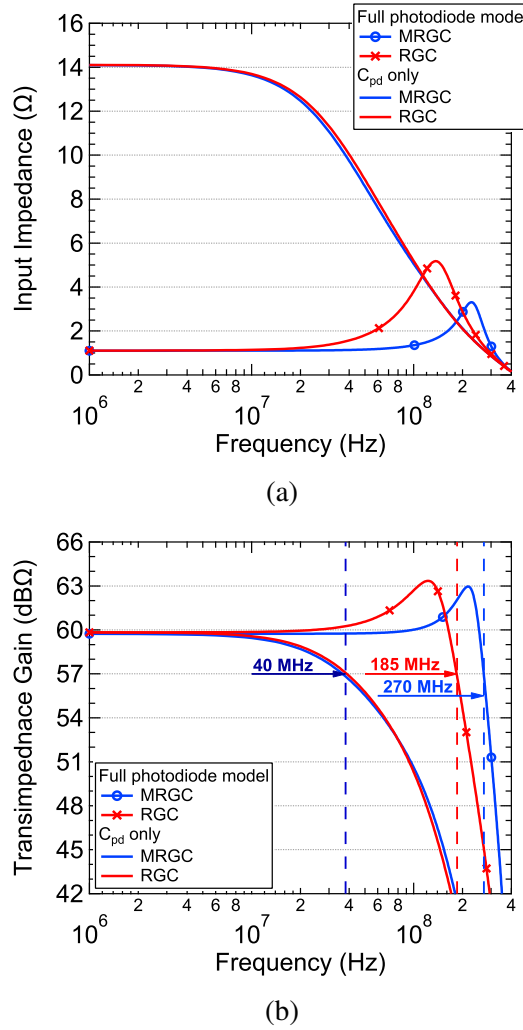 Full photodiode model
MRGC
RGC
C_pd only
MRGC
RGC
16
14
12
10
8
6
4
2
0
Input Impedance (Ω)
10^6 2 4 6 8 10^7 2 4 6 8 10^8 2 4
Frequency (Hz)
(a)
66
63
60
57
54
51
48
45
42
Transimpednace Gain (dBΩ)
40 MHz
185 MHz
270 MHz
Full photodiode model
MRGC
RGC
C_pd only
MRGC
RGC
10^6 2 4 6 8 10^7 2 4 6 8 10^8 2 4
Frequency (Hz)
(b)